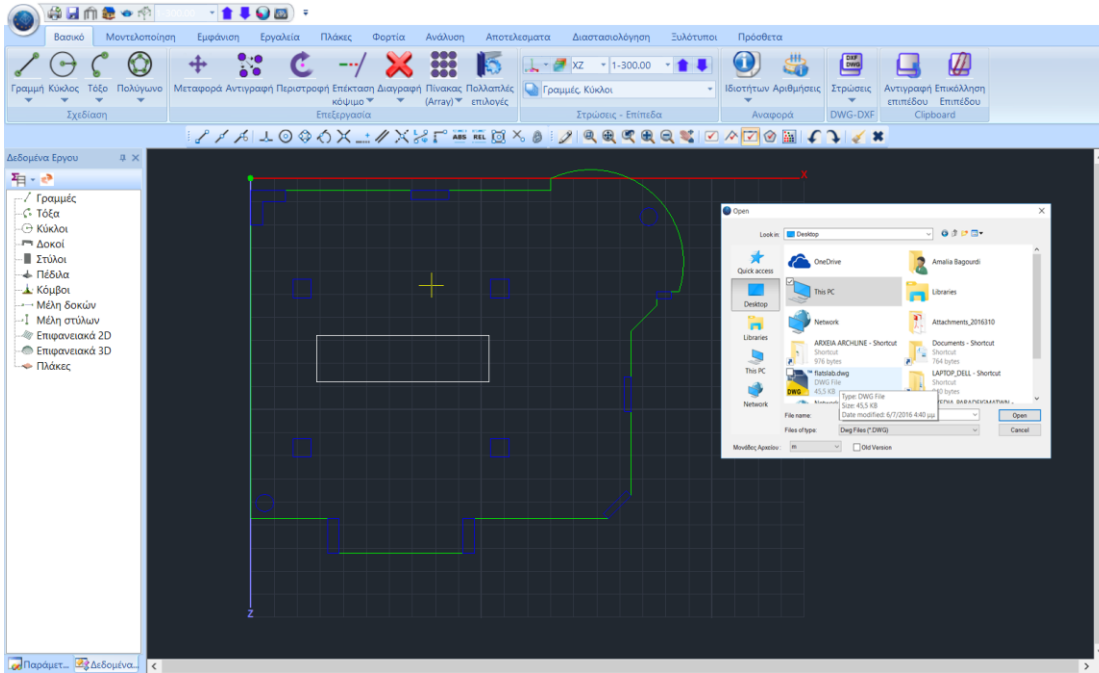 Βασικό Μοντελοποίηση Εμφάνιση Εργαλεία Πλάκες Φορτία Ανάλυση Αποτελεσματα Διαστασιολόγηση Ξυλότυποι Πρόσθετα
XZ 1-300.00
Γραμμές, Κύκλοι
Γραμμή Κύκλος Τόξο Πολύγωνο Μεταφορά Αντιγραφή Περιστροφή Επέκταση Διαγραφή Πίνακας Πολλαπλές Ιδιοτήτων Αριθμήσεις Στρώσεις Αντιγραφή Επικόλληση
κόψιμο (Array) επιλογές επιπέδου Επιπέδου
Σχεδίαση Επεξεργασία Στρώσεις - Επίπεδα Αναφορά DWG-DXF Clipboard
DXF
DWG
ABS REL
Δεδομένα Εργου
Γραμμές
Τόξα
Κύκλοι
Δοκοί
Στύλοι
Πέδιλα
Κόμβοι
Μέλη δοκών
Μέλη στύλων
Επιφανειακά 2D
Επιφανειακά 3D
Πλάκες
Παράμετ... Δεδομένα...
X
Z
Open
Look in: Desktop
Quick access
Desktop
Libraries
This PC
Network
OneDrive Amalia Bagourdi
This PC Libraries
Network Attachments_2016310
ARXEIA ARCHLINE - Shortcut Documents - Shortcut
Shortcut Shortcut
976 bytes 764 bytes
flatslab.dwg LAPTOP_DELL - Shortcut
DWG File Shortcut
45,5 KB
DWG
Type: DWG File
Size: 45,5 KB
Date modified: 6/7/2016 4:40 μμ
File name: Open
Files of type: Dwg Files (*.DWG) Cancel
Μονάδες Αρχείου: m Old Version